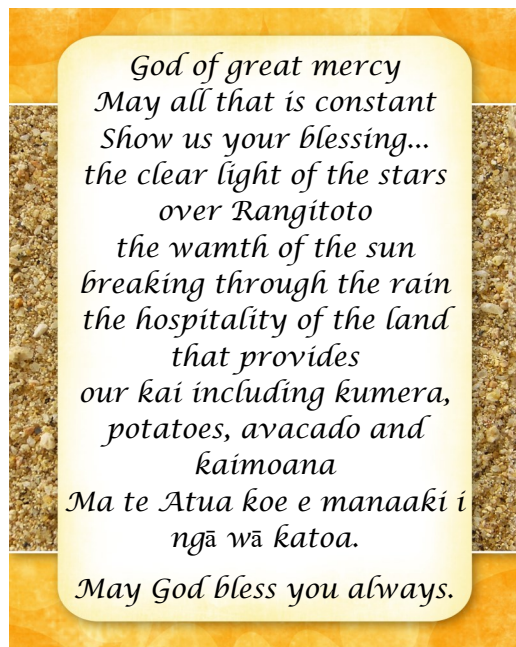 God of great mercy
May all that is constant
Show us your blessing...
the clear light of the stars
over Rangitoto
the wamth of the sun
breaking through the rain
the hospitality of the land
that provides
our kai including kumera,
potatoes, avacado and
kaimoana
Ma te Atua koe e manaaki i
ngā wā katoa.
May God bless you always.